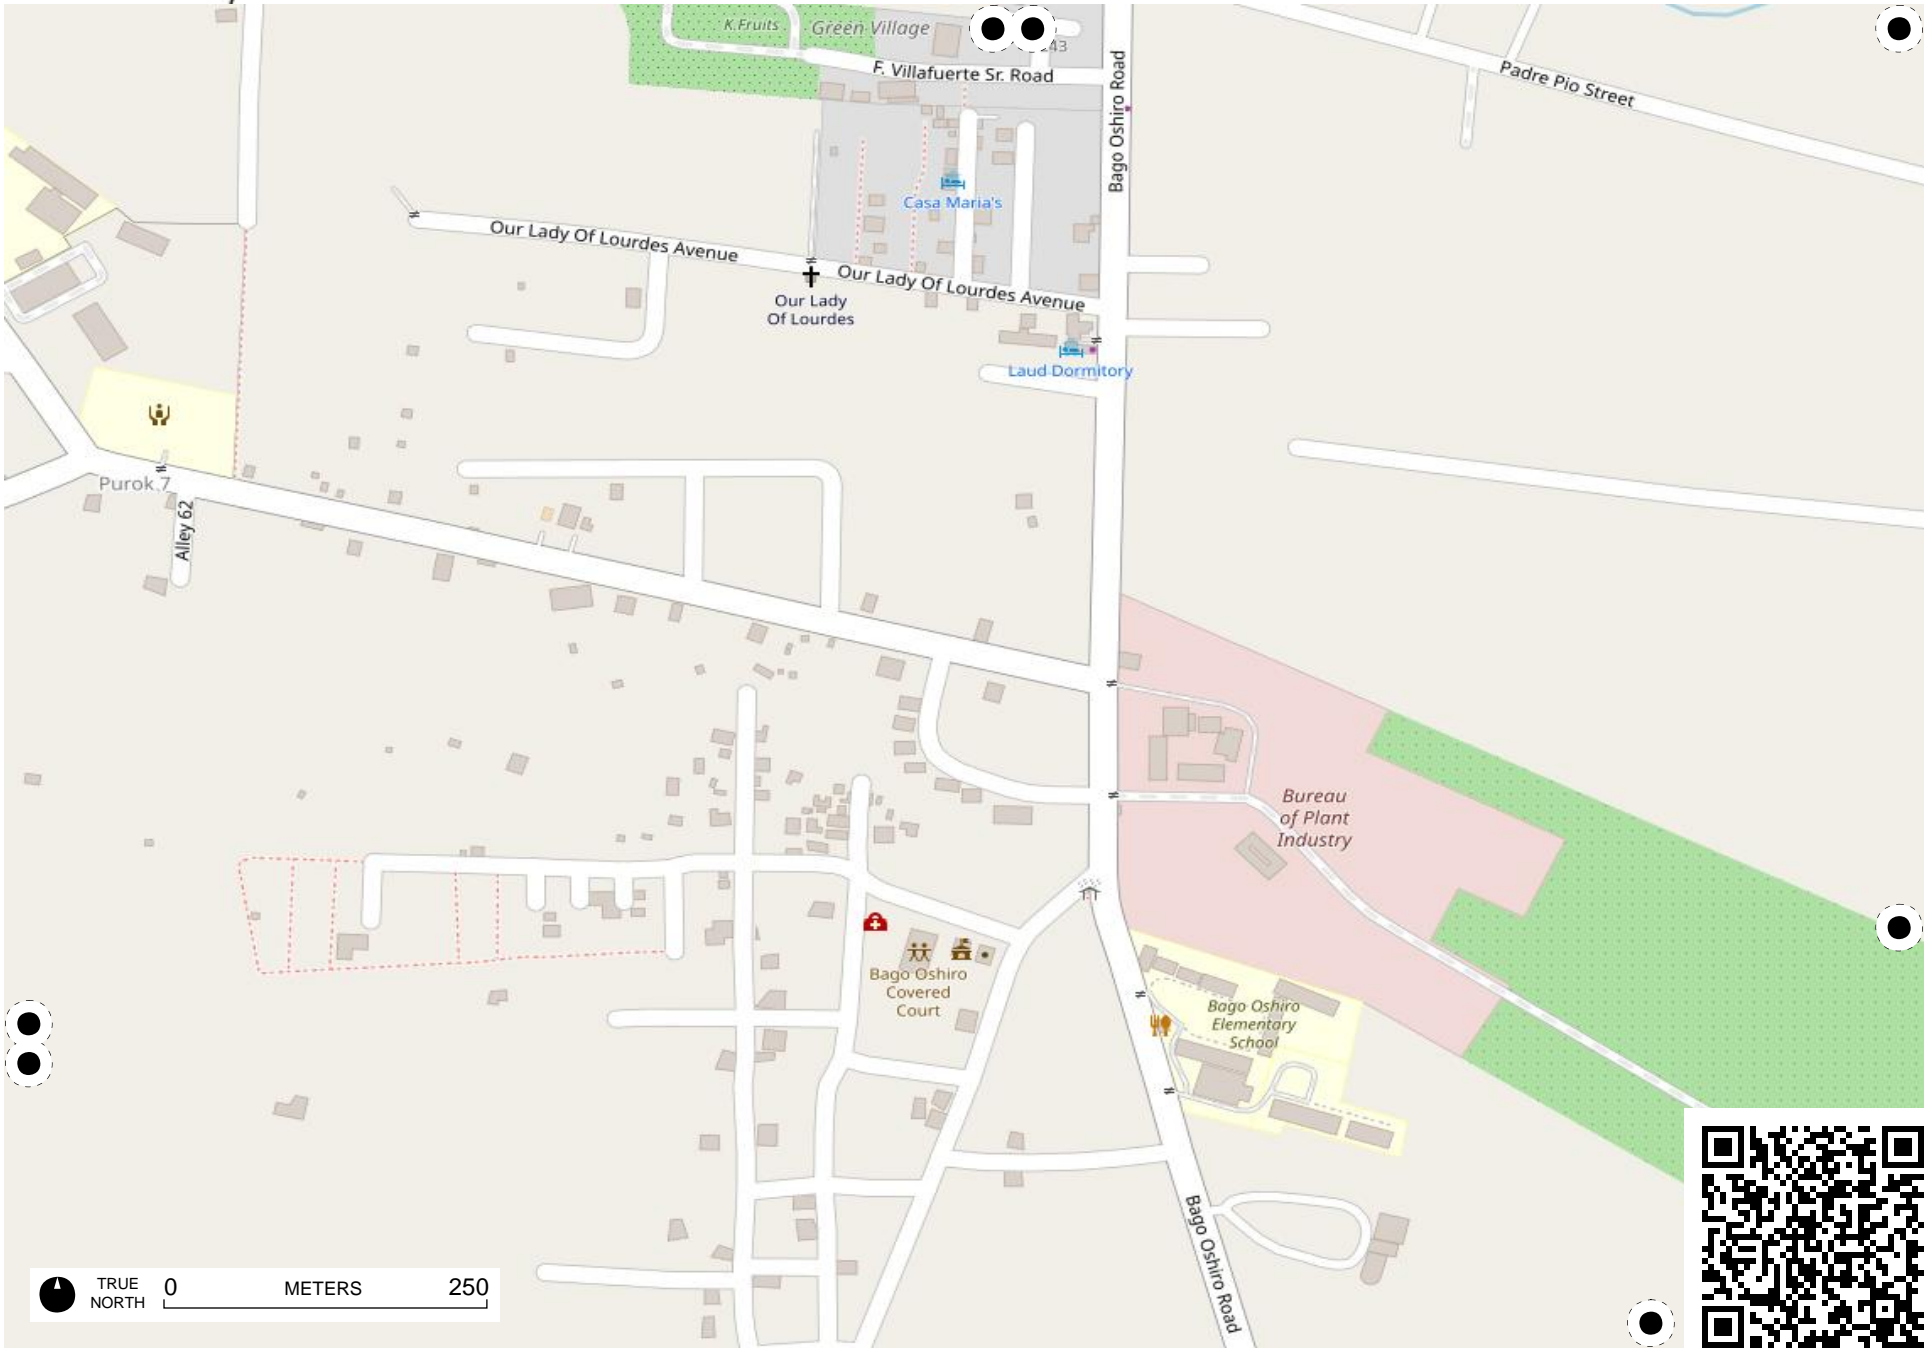 K.Fruits
Green Village
F. Villafuerte Sr. Road
Bago Oshiro Road
Padre Pio Street
Casa Maria's
Our Lady Of Lourdes Avenue
Our Lady Of Lourdes Avenue
Our Lady
Of Lourdes
Laud Dormitory
Purok 7
Alley 62
Bureau
of Plant
Industry
Bago Oshiro
Covered
Court
Bago Oshiro
Elementary
School
Bago Oshiro Road
TRUE
NORTH
0 METERS 250